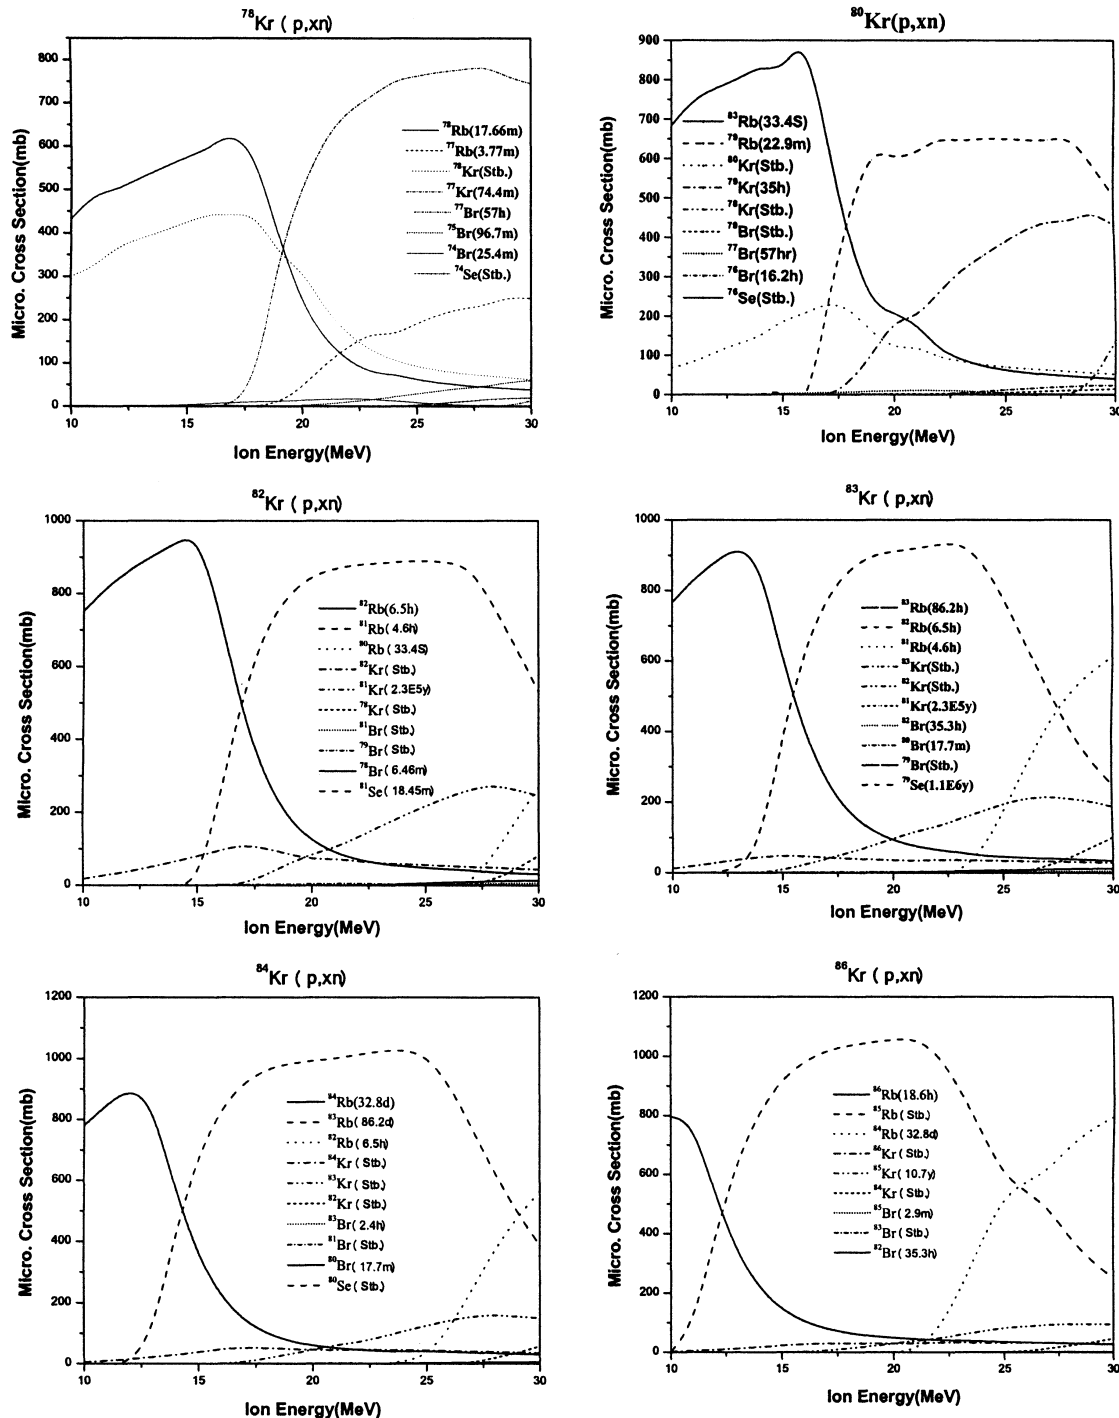 ⁷⁸Kr ( p,xn)
Micro. Cross Section(mb)
800
700
600
500
400
300
200
100
0
⁷⁸Rb(17.66m)
⁷⁷Rb(3.77m)
⁷⁸Kr(Stb.)
⁷⁷Kr(74.4m)
⁷⁷Br(57h)
⁷⁵Br(96.7m)
⁷⁴Br(25.4m)
⁷⁴Se(Stb.)
10 15 20 25 30
Ion Energy(MeV)
⁸⁰Kr(p,xn)
Micro. Cross Section(mb)
900
800
700
600
500
400
300
200
100
0
⁸³Rb(33.4S)
⁷⁹Rb(22.9m)
⁸⁰Kr(Stb.)
⁷⁹Kr(35h)
⁷⁸Kr(Stb.)
⁷⁹Br(Stb.)
⁷⁷Br(57hr)
⁷⁶Br(16.2h)
⁷⁶Se(Stb.)
10 15 20 25 30
Ion Energy(MeV)
⁸²Kr ( p,xn)
Micro. Cross Section(mb)
1000
800
600
400
200
0
⁸²Rb(6.5h)
⁸¹Rb( 4.6h)
⁸⁰Rb( 33.4S)
⁸²Kr(Stb.)
⁸¹Kr( 2.3E5y)
⁷⁸Kr(Stb.)
⁸¹Br(Stb.)
⁷⁹Br(Stb.)
⁷⁸Br( 6.46m)
⁸¹Se( 18.45m)
10 15 20 25 30
Ion Energy(MeV)
⁸³Kr ( p,xn)
Micro. Cross Section(mb)
1000
800
600
400
200
0
⁸³Rb(86.2h)
⁸²Rb(6.5h)
⁸¹Rb(4.6h)
⁸³Kr(Stb.)
⁸²Kr(Stb.)
⁸¹Kr(2.3E5y)
⁸²Br(35.3h)
⁸⁰Br(17.7m)
⁷⁹Br(Stb.)
⁷⁹Se(1.1E6y)
10 15 20 25 30
Ion Energy(MeV)
⁸⁴Kr ( p,xn)
Micro. Cross Section(mb)
1200
1000
800
600
400
200
0
⁸⁴Rb(32.8d)
⁸³Rb( 86.2d)
⁸²Rb( 6.5h)
⁸⁴Kr( Stb.)
⁸³Kr( Stb.)
⁸²Kr( Stb.)
⁸³Br( 2.4h)
⁸¹Br( Stb.)
⁸⁰Br( 17.7m)
⁸⁰Se( Stb.)
10 15 20 25 30
Ion Energy(MeV)
⁸⁶Kr ( p,xn)
Micro. Cross Section(mb)
1200
1000
800
600
400
200
0
⁸⁶Rb(18.6h)
⁸⁵Rb( Stb.)
⁸⁴Rb( 32.8d)
⁸⁶Kr( Stb.)
⁸⁵Kr( 10.7y)
⁸⁴Kr( Stb.)
⁸⁵Br( 2.9m)
⁸³Br( Stb.)
⁸²Br( 35.3h)
10 15 20 25 30
Ion Energy(MeV)